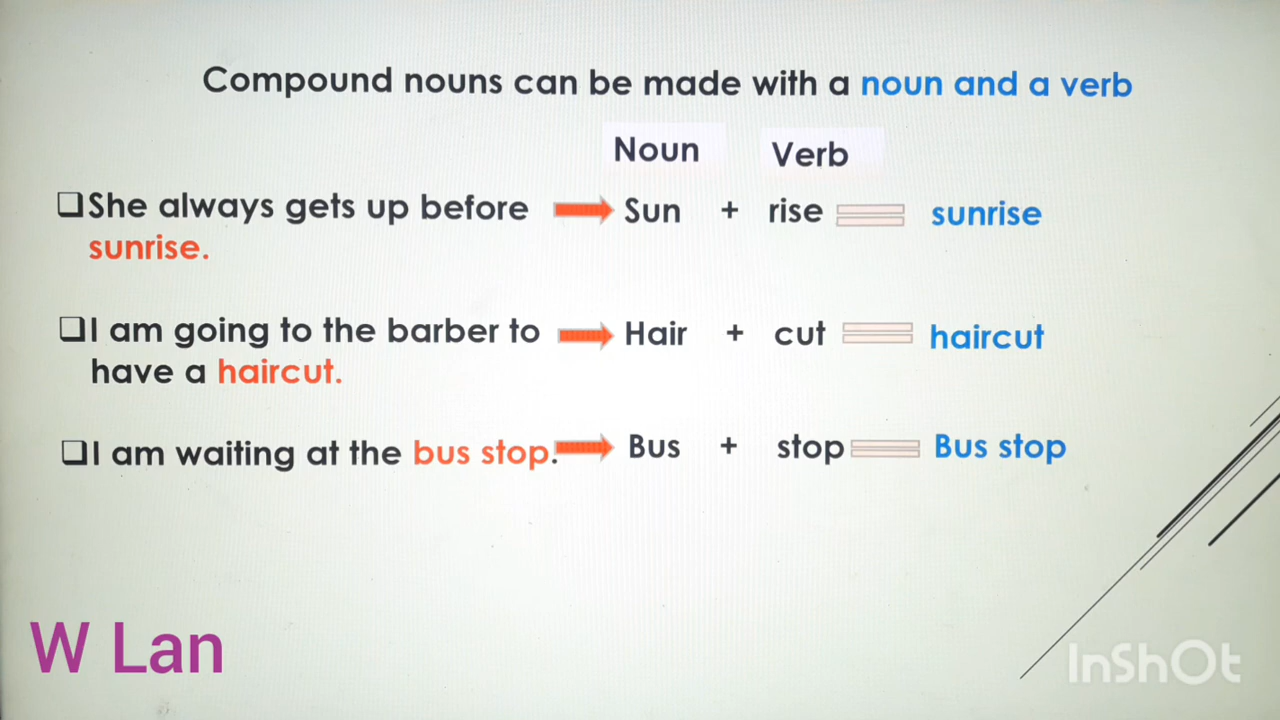 Compound nouns can be made with a noun and a verb
Noun Verb
❑She always gets up before Sun + rise = sunrise
sunrise.
❑I am going to the barber to Hair + cut = haircut
have a haircut.
❑I am waiting at the bus stop. Bus + stop = Bus stop
W Lan
InShOt